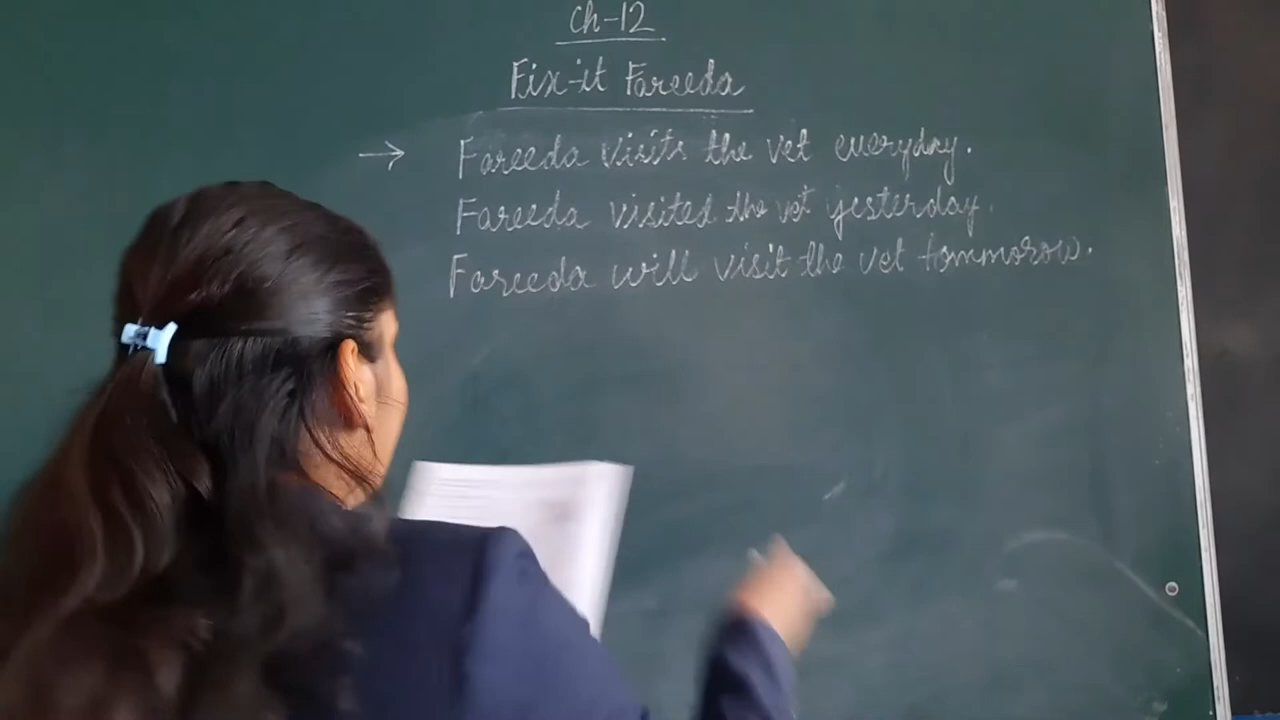 Ch-12
Fix-it Fareeda
→ Fareeda visits the vet everyday.
Fareeda visited the vet yesterday.
Fareeda will visit the vet tommorow.